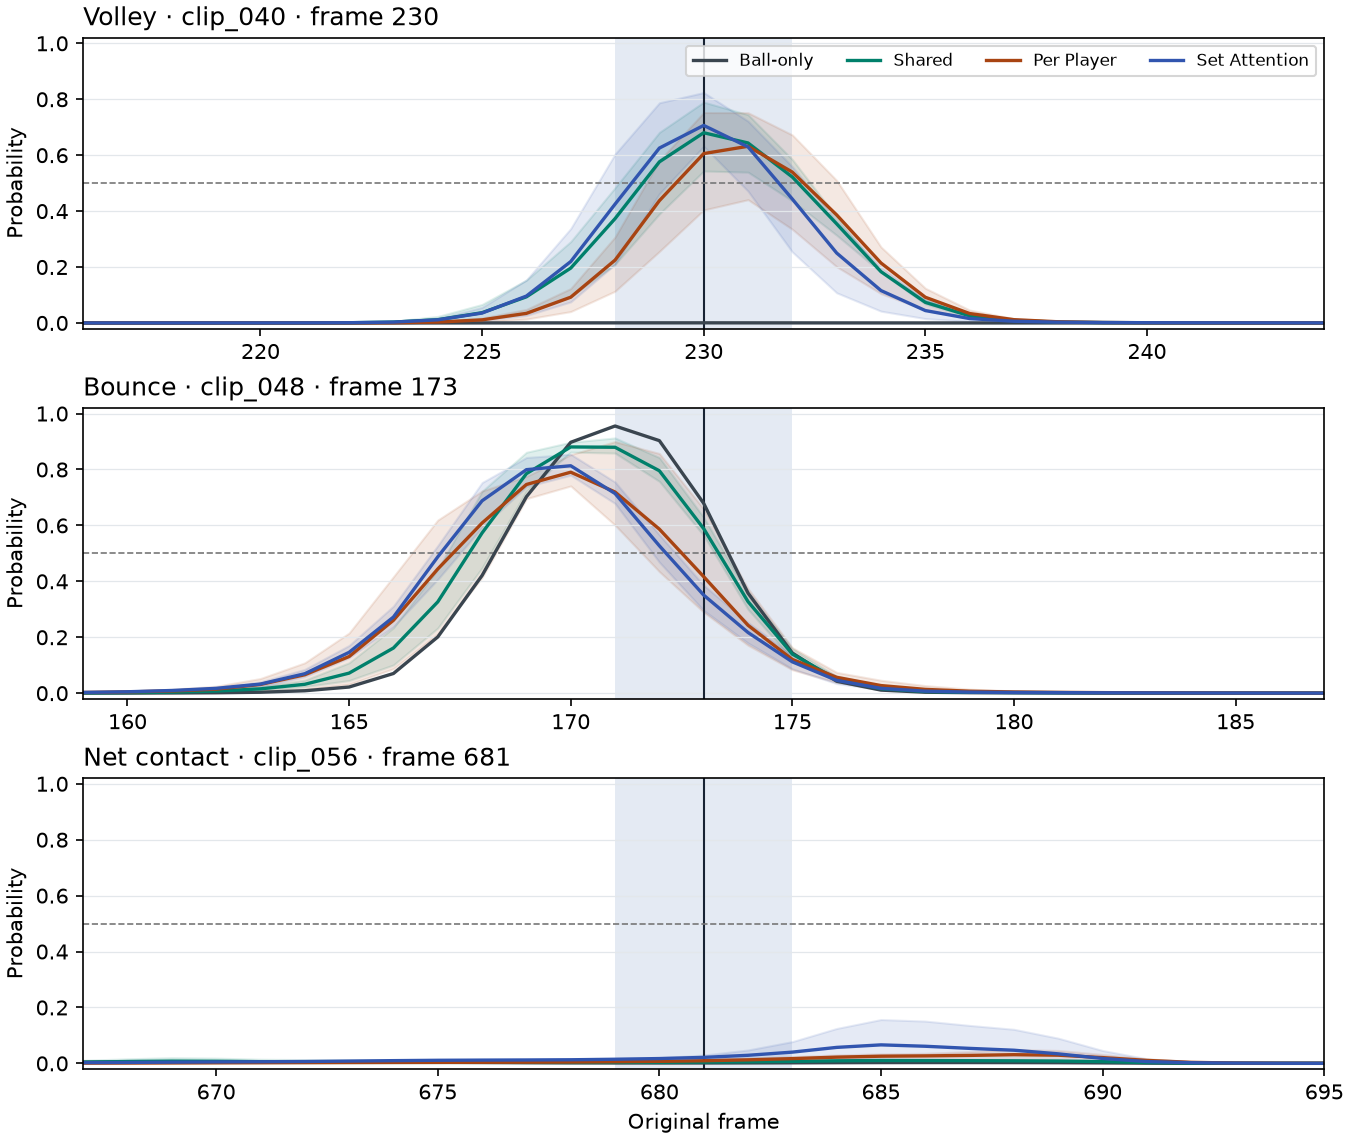 Volley · clip_040 · frame 230
Probability
1.0
0.8
0.6
0.4
0.2
0.0
Ball-only Shared Per Player Set Attention
220 225 230 235 240
Bounce · clip_048 · frame 173
Probability
1.0
0.8
0.6
0.4
0.2
0.0
160 165 170 175 180 185
Net contact · clip_056 · frame 681
Probability
1.0
0.8
0.6
0.4
0.2
0.0
670 675 680 685 690 695
Original frame